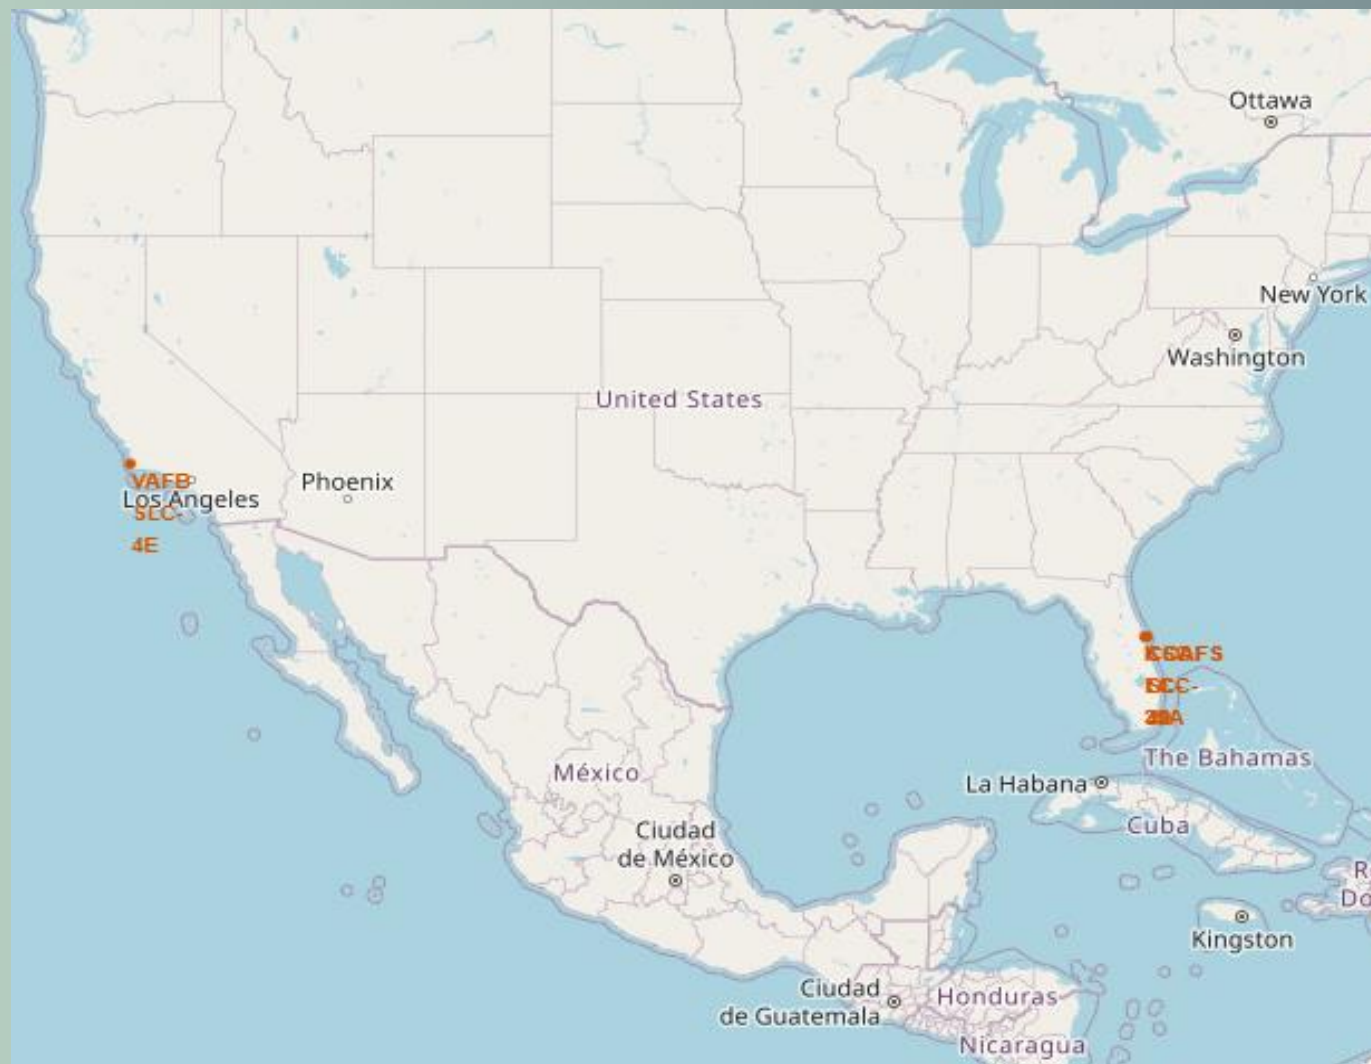 Ottawa
New York
Washington
United States
Phoenix
VAFB
Los Angeles
SLC-
4E
The Bahamas
México
La Habana
Cuba
Ciudad
de México
R
Do
Kingston
Ciudad
de Guatemala
Honduras
Nicaragua